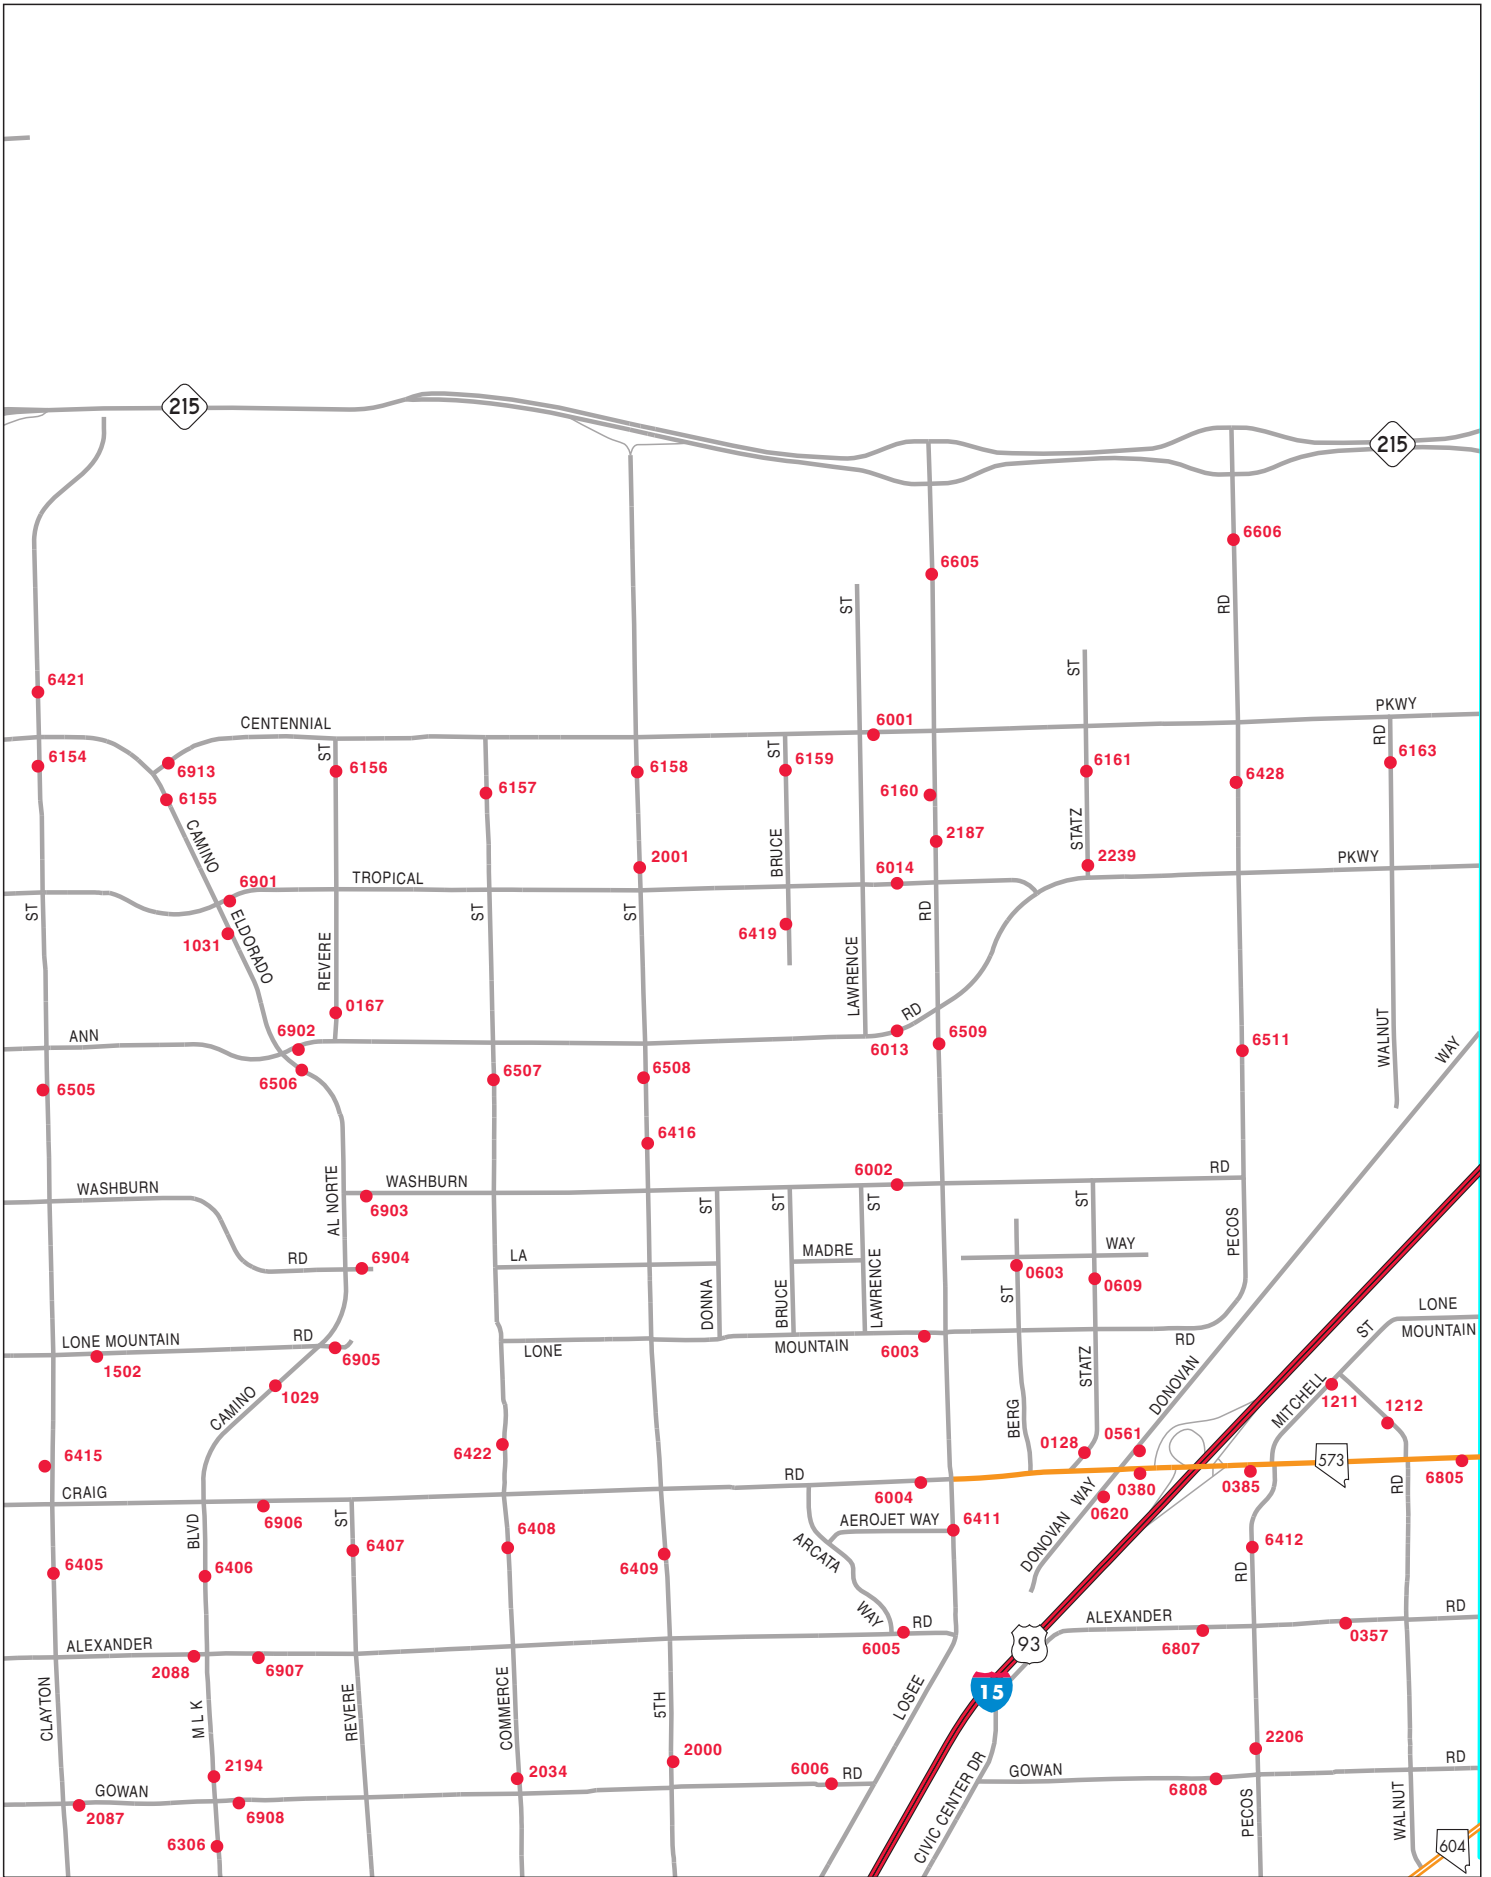 215
215
6606
6605
ST
RD
ST
6421
PKWY
CENTENNIAL
6001
ST
ST
RD
6154
6913
6156
6158
6159
6161
6428
6163
6155
6157
6160
CAMINO
BRUCE
2187
STATZ
2001
6014
2239
PKWY
TROPICAL
6901
ST
ST
ST
RD
ELDORADO
1031
REVERE
6419
LAWRENCE
0167
RD
ANN
6902
6013
6509
6511
WALNUT
WAY
6506
6505
6507
6508
6416
WASHBURN
AL NORTE
WASHBURN
6903
6002
RD
ST
ST
ST
ST
PECOS
RD
6904
LA
MADRE
WAY
DONNA
BRUCE
LAWRENCE
0603
ST
0609
LONE MOUNTAIN
RD
6905
LONE
MOUNTAIN
6003
RD
ST
LONE
MOUNTAIN
1502
1029
CAMINO
STATZ
DONOVAN
MITCHELL
1211
1212
BERG
6415
6422
0128
0561
573
CRAIG
RD
6004
0380
0385
6805
RD
6906
ST
BLVD
AEROJET WAY
6411
WAY
0620
DONOVAN
6405
6406
6407
6408
6409
ARCATA
6412
RD
WAY
RD
6005
ALEXANDER
RD
ALEXANDER
2088
6907
93
6807
0357
CLAYTON
M L K
REVERE
COMMERCE
5TH
LOSEE
15
2194
2034
2000
2206
GOWAN
6006
RD
GOWAN
RD
2087
6908
6808
CIVIC CENTER DR
PECOS
WALNUT
6306
604